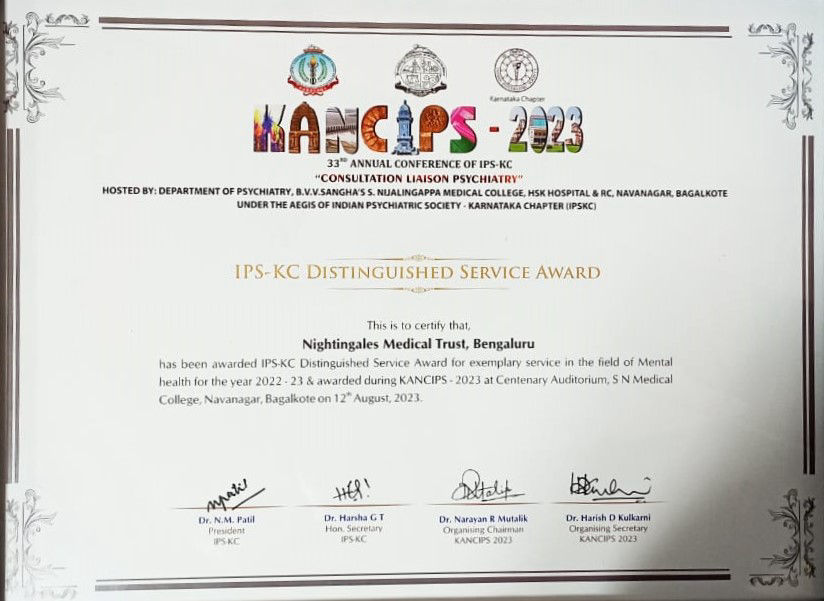 Karnataka Chapter
KANCIPS - 2023
33RD ANNUAL CONFERENCE OF IPS-KC
"CONSULTATION LIAISON PSYCHIATRY"
HOSTED BY: DEPARTMENT OF PSYCHIATRY, B.V.V.SANGHA'S S. NIJALINGAPPA MEDICAL COLLEGE, HSK HOSPITAL & RC, NAVANAGAR, BAGALKOTE
UNDER THE AEGIS OF INDIAN PSYCHIATRIC SOCIETY - KARNATAKA CHAPTER (IPSKC)
IPS-KC DISTINGUISHED SERVICE AWARD
This is to certify that,
Nightingales Medical Trust, Bengaluru
has been awarded IPS-KC Distinguished Service Award for exemplary service in the field of Mental
health for the year 2022 - 23 & awarded during KANCIPS - 2023 at Centenary Auditorium, S N Medical
College, Navanagar, Bagalkote on 12th August, 2023.
Dr. N.M. Patil
President
IPS-KC
Dr. Harsha G T
Hon. Secretary
IPS-KC
Dr. Narayan R Mutalik
Organising Chairman
KANCIPS 2023
Dr. Harish D Kulkarni
Organising Secretary
KANCIPS 2023